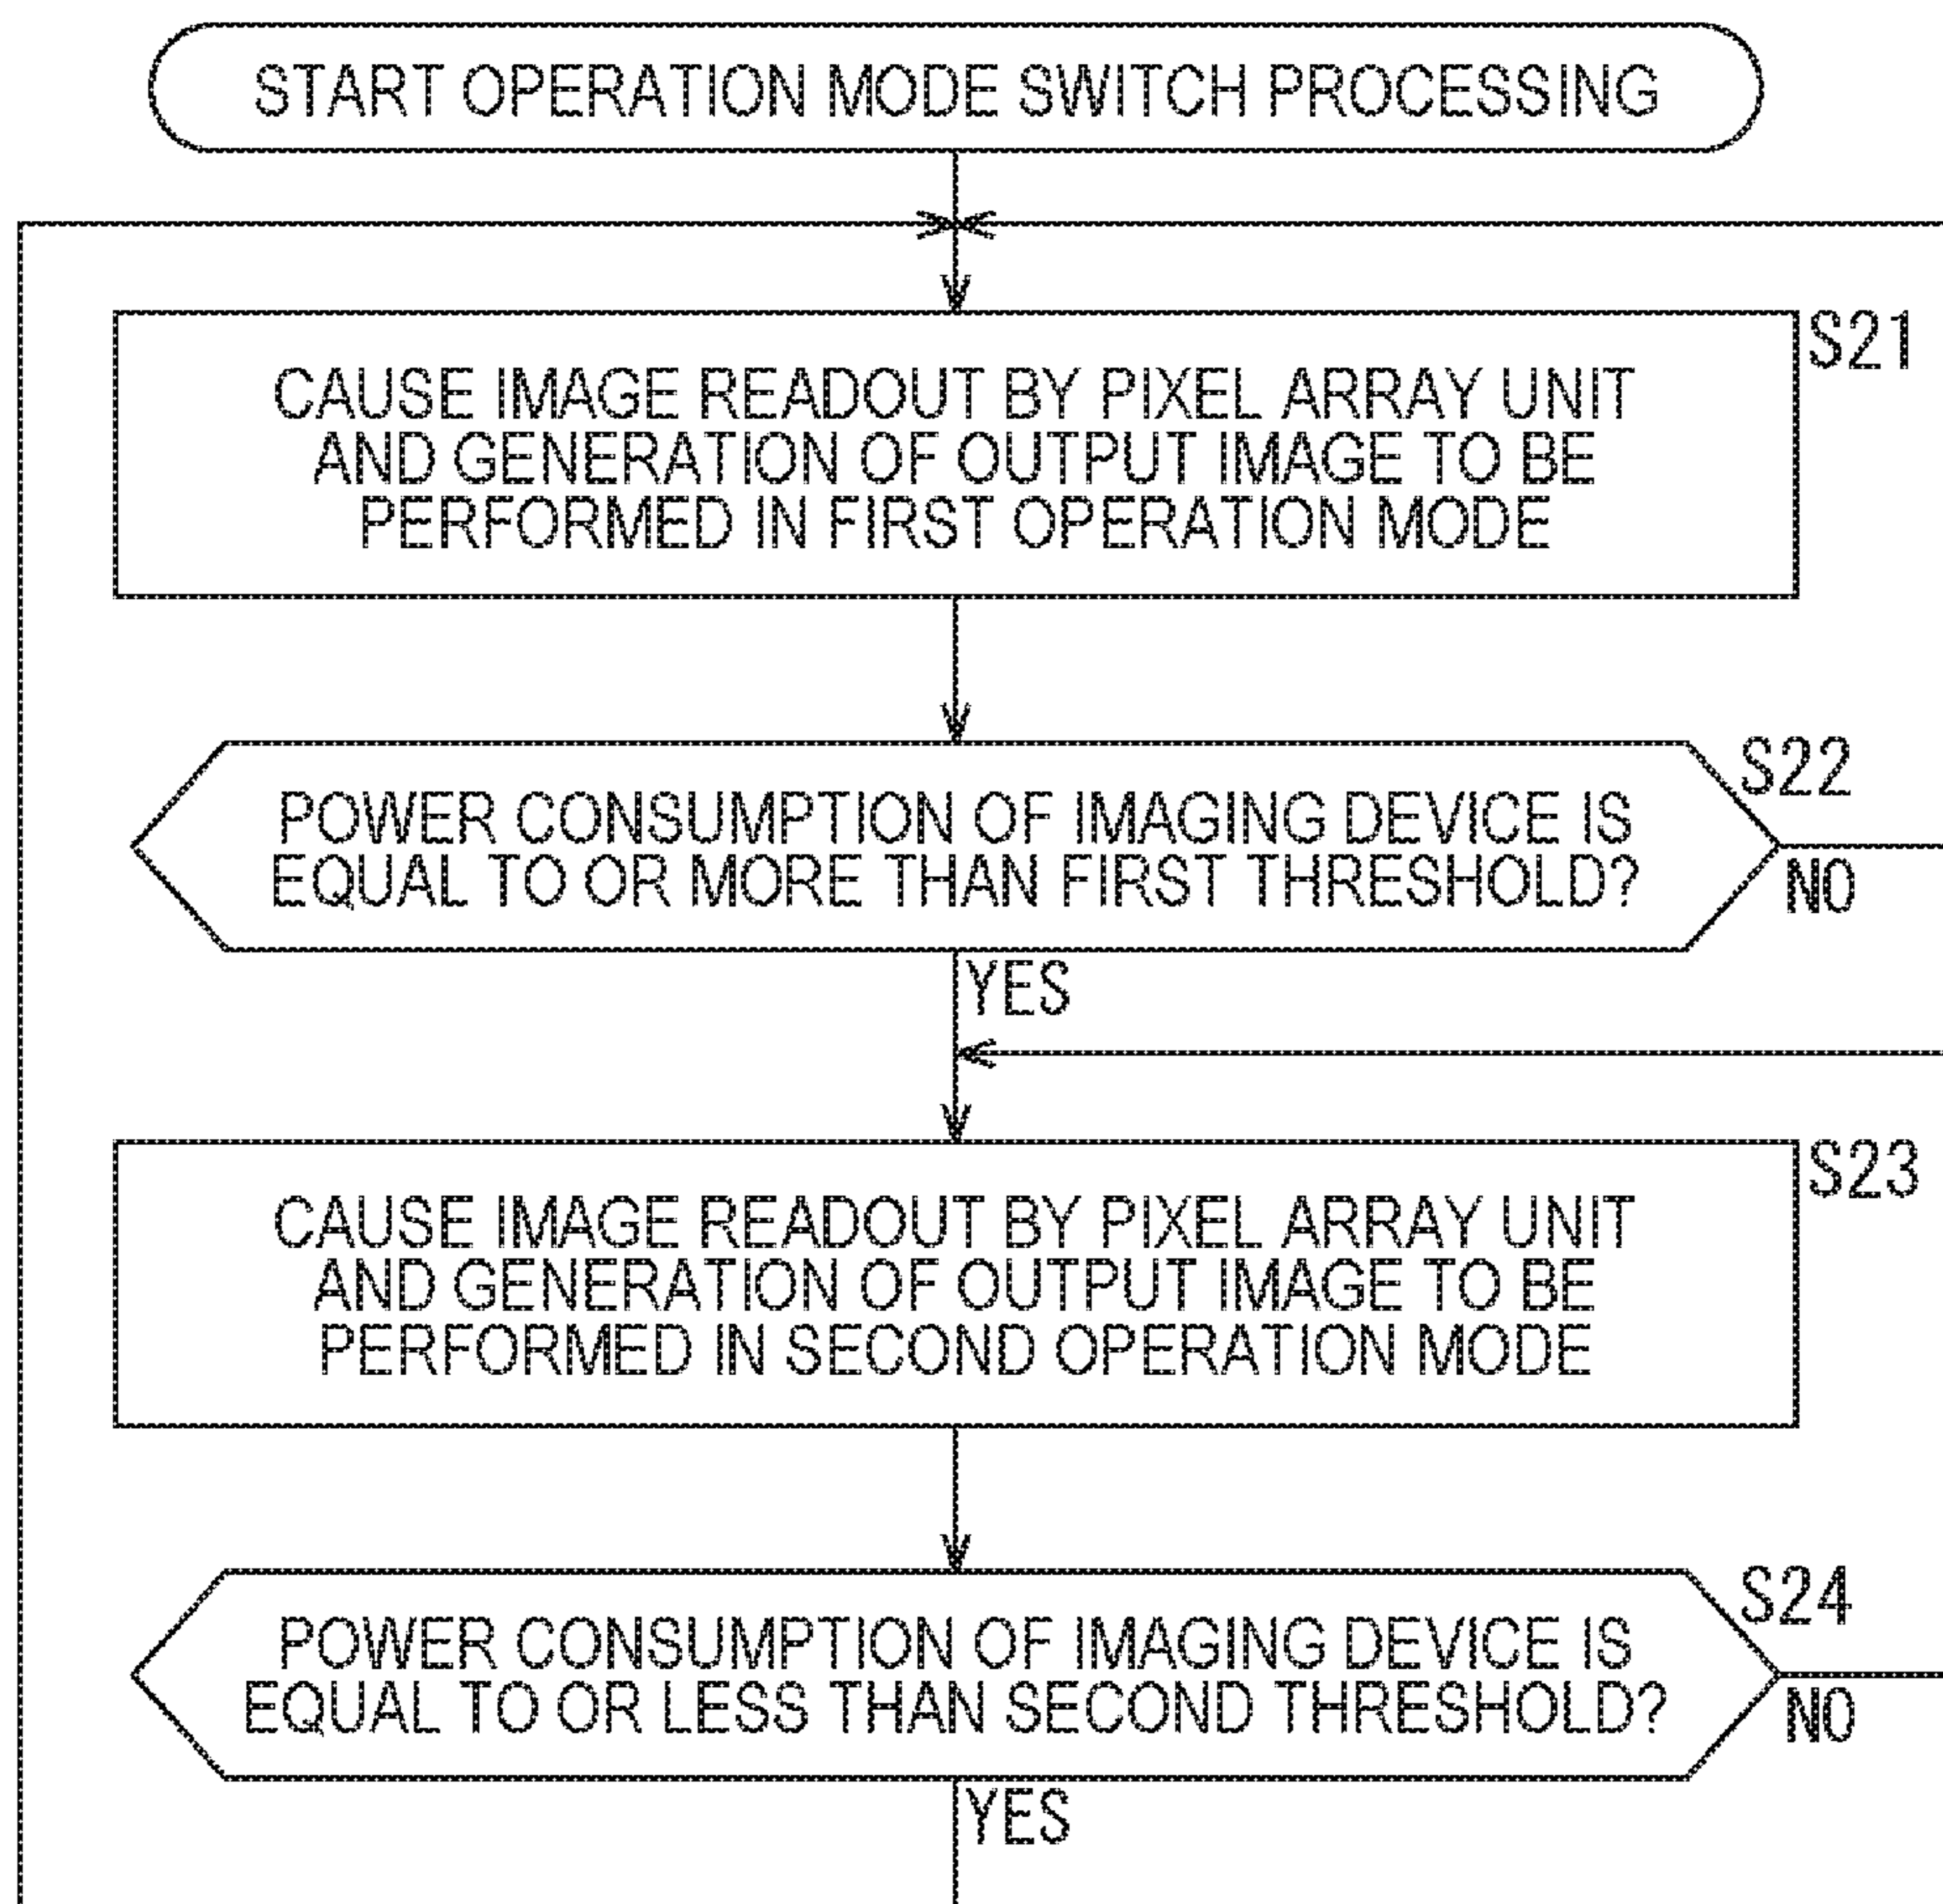 START OPERATION MODE SWITCH PROCESSING
S21
CAUSE IMAGE READOUT BY PIXEL ARRAY UNIT
AND GENERATION OF OUTPUT IMAGE TO BE
PERFORMED IN FIRST OPERATION MODE
S22
POWER CONSUMPTION OF IMAGING DEVICE IS
EQUAL TO OR MORE THAN FIRST THRESHOLD?
NO
YES
S23
CAUSE IMAGE READOUT BY PIXEL ARRAY UNIT
AND GENERATION OF OUTPUT IMAGE TO BE
PERFORMED IN SECOND OPERATION MODE
S24
POWER CONSUMPTION OF IMAGING DEVICE IS
EQUAL TO OR LESS THAN SECOND THRESHOLD?
NO
YES